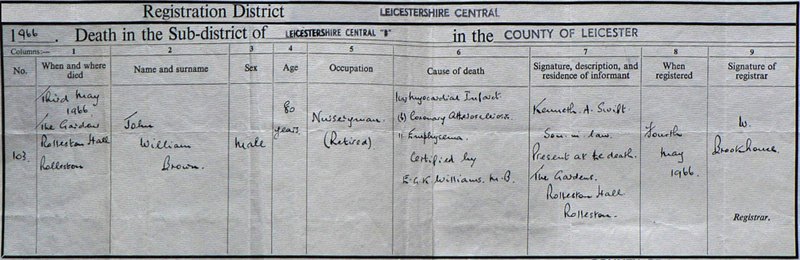 Registration District LEICESTERSHIRE CENTRAL
1966. Death in the Sub-district of LEICESTERSHIRE CENTRAL "B" in the COUNTY OF LEICESTER
Columns:— 1 2 3 4 5 6 7 8 9
No. When and where died Name and surname Sex Age Occupation Cause of death Signature, description, and residence of informant When registered Signature of registrar
103.
Third May
1966
The Gardens
Rolleston Hall
Rolleston
John
William
Brown.
Male
80
years.
Nurseryman.
(Retired)
I(a) Myocardial Infarct
(b) Coronary Atherosclerosis.
II Emphysema.
Certified by
E.G.K. Williams. M.B.
Kenneth A. Swift
Son-in-law.
Present at the death.
The Gardens.
Rolleston Hall
Rolleston.
Fourth
May
1966.
W.
Brookhouse
Registrar.